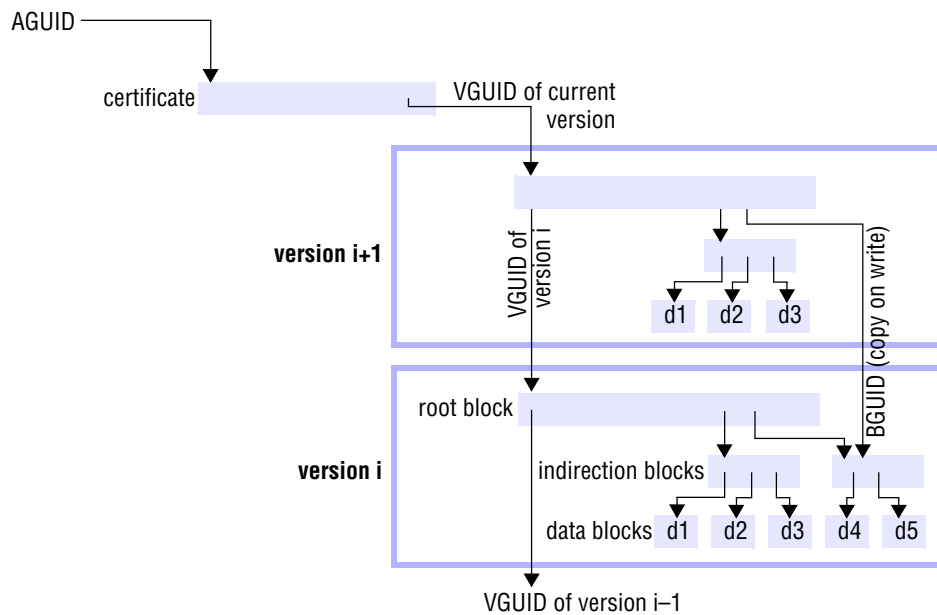 AGUID
certificate
VGUID of current
version
version i+1
VGUID of
version i
d1 d2 d3
BGUID (copy on write)
root block
version i
indirection blocks
data blocks d1 d2 d3 d4 d5
VGUID of version i–1